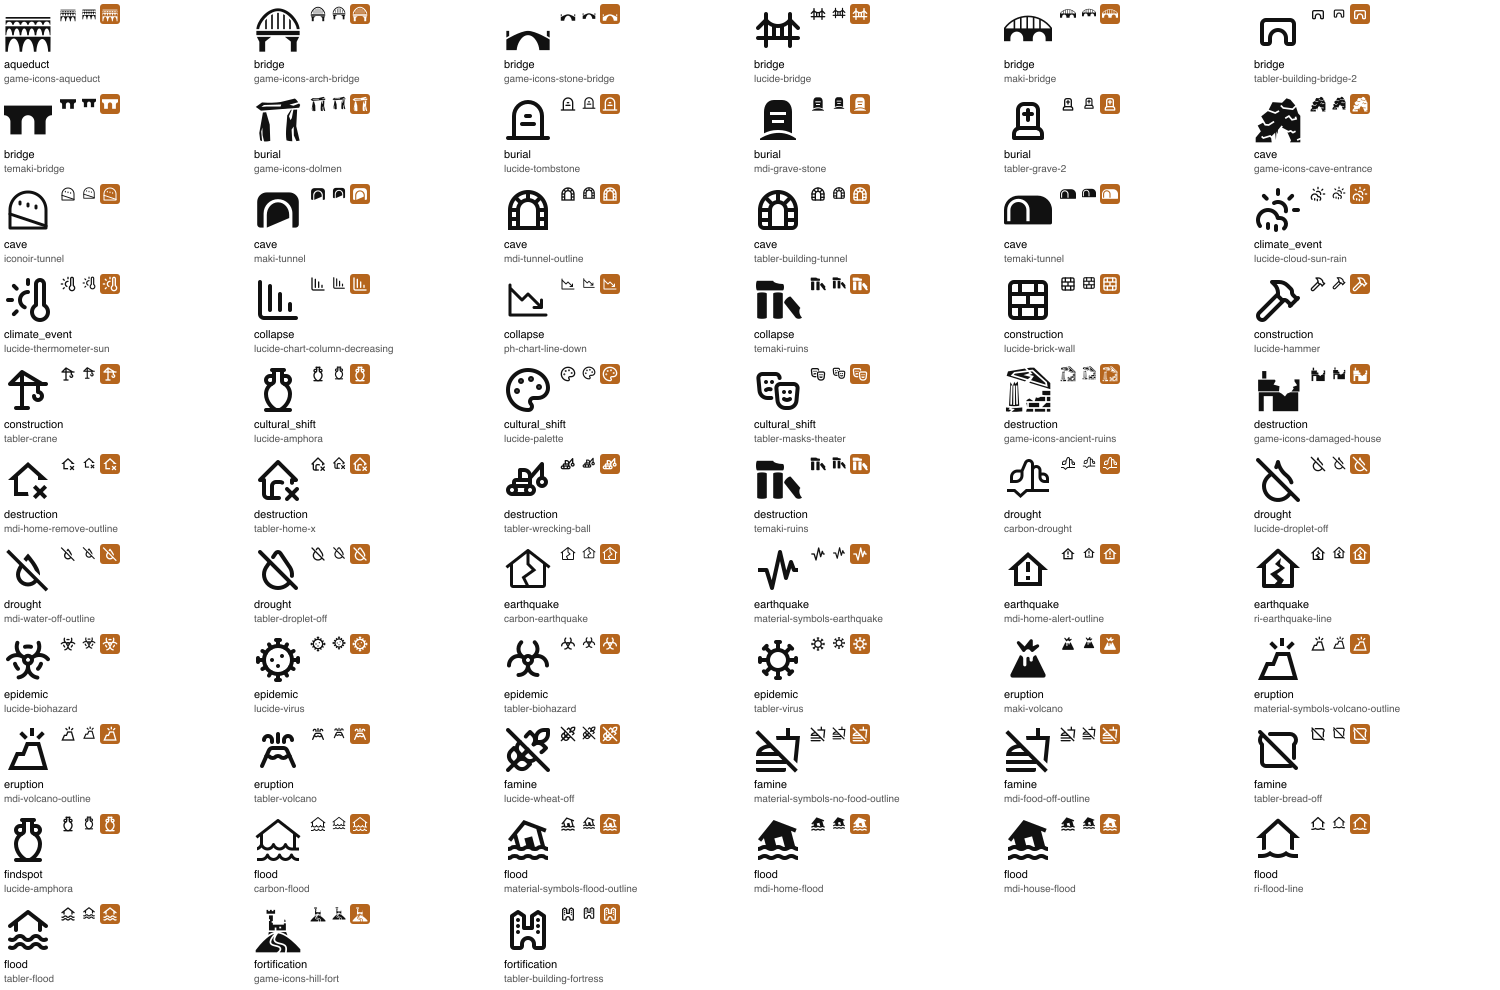 aqueduct
game-icons-aqueduct
bridge
game-icons-arch-bridge
bridge
game-icons-stone-bridge
bridge
lucide-bridge
bridge
maki-bridge
bridge
tabler-building-bridge-2
bridge
temaki-bridge
burial
game-icons-dolmen
burial
lucide-tombstone
burial
mdi-grave-stone
burial
tabler-grave-2
cave
game-icons-cave-entrance
cave
iconoir-tunnel
cave
maki-tunnel
cave
mdi-tunnel-outline
cave
tabler-building-tunnel
cave
temaki-tunnel
climate_event
lucide-cloud-sun-rain
climate_event
lucide-thermometer-sun
collapse
lucide-chart-column-decreasing
collapse
ph-chart-line-down
collapse
temaki-ruins
construction
lucide-brick-wall
construction
lucide-hammer
construction
tabler-crane
cultural_shift
lucide-amphora
cultural_shift
lucide-palette
cultural_shift
tabler-masks-theater
destruction
game-icons-ancient-ruins
destruction
game-icons-damaged-house
destruction
mdi-home-remove-outline
destruction
tabler-home-x
destruction
tabler-wrecking-ball
destruction
temaki-ruins
drought
carbon-drought
drought
lucide-droplet-off
drought
mdi-water-off-outline
drought
tabler-droplet-off
earthquake
carbon-earthquake
earthquake
material-symbols-earthquake
earthquake
mdi-home-alert-outline
earthquake
ri-earthquake-line
epidemic
lucide-biohazard
epidemic
lucide-virus
epidemic
tabler-biohazard
epidemic
tabler-virus
eruption
maki-volcano
eruption
material-symbols-volcano-outline
eruption
mdi-volcano-outline
eruption
tabler-volcano
famine
lucide-wheat-off
famine
material-symbols-no-food-outline
famine
mdi-food-off-outline
famine
tabler-bread-off
findspot
lucide-amphora
flood
carbon-flood
flood
material-symbols-flood-outline
flood
mdi-home-flood
flood
mdi-house-flood
flood
ri-flood-line
flood
tabler-flood
fortification
game-icons-hill-fort
fortification
tabler-building-fortress